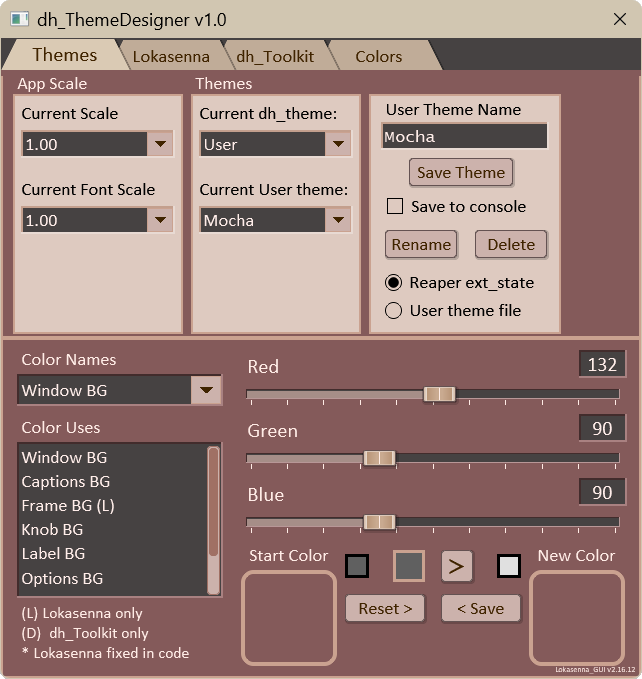 dh_ThemeDesigner v1.0
Themes
Lokasenna
dh_Toolkit
Colors
App Scale
Current Scale
1.00
Current Font Scale
1.00
Themes
Current dh_theme:
User
Current User theme:
Mocha
User Theme Name
Mocha
Save Theme
Save to console
Rename
Delete
Reaper ext_state
User theme file
Color Names
Window BG
Color Uses
Window BG
Captions BG
Frame BG (L)
Knob BG
Label BG
Options BG
(L) Lokasenna only
(D) dh_Toolkit only
* Lokasenna fixed in code
Red
132
Green
90
Blue
90
Start Color
>
New Color
Reset >
< Save
Lokasenna_GUI v2.16.12